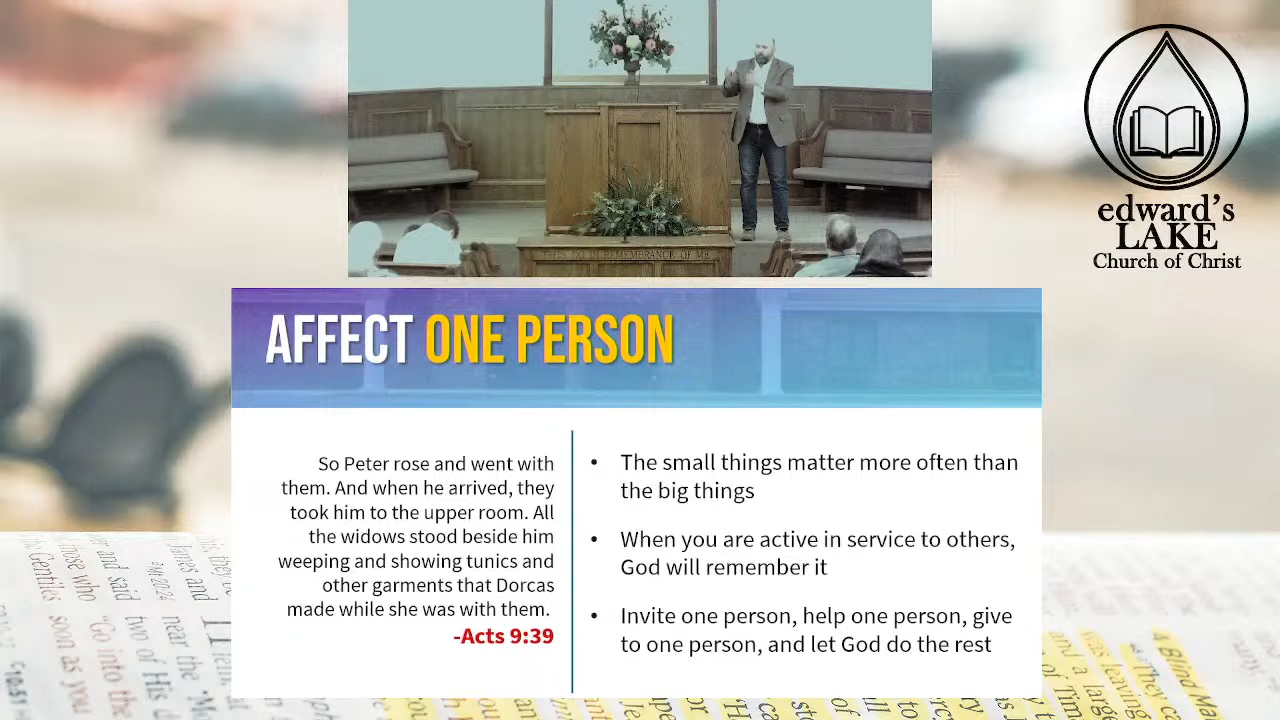 edward's
LAKE
Church of Christ
REMEMBRANCE OF ME
AFFECT ONE PERSON
So Peter rose and went with
them. And when he arrived, they
took him to the upper room. All
the widows stood beside him
weeping and showing tunics and
other garments that Dorcas
made while she was with them.
-Acts 9:39
• The small things matter more often than
the big things
• When you are active in service to others,
God will remember it
• Invite one person, help one person, give
to one person, and let God do the rest